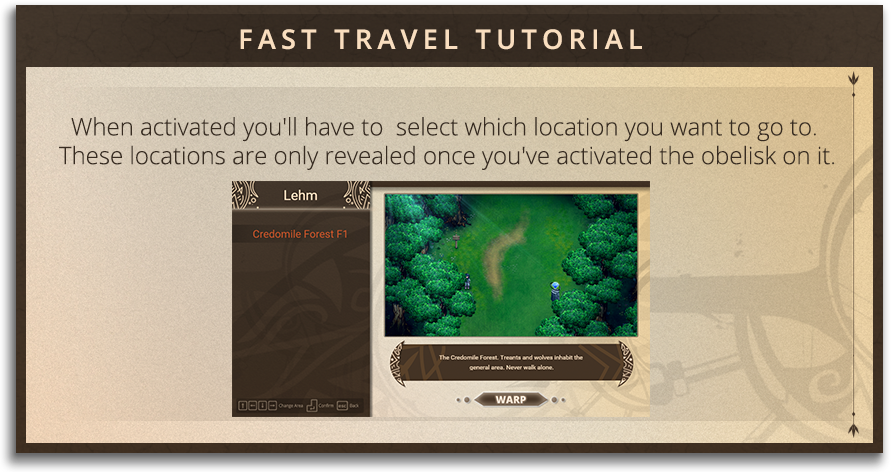 FAST TRAVEL TUTORIAL
When activated you'll have to  select which location you want to go to.
These locations are only revealed once you've activated the obelisk on it.
Lehm
Credomile Forest F1
The Credomile Forest. Treants and wolves inhabit the
general area. Never walk alone.
↑ ← ↓ → Change Area Confirm esc Back
WARP